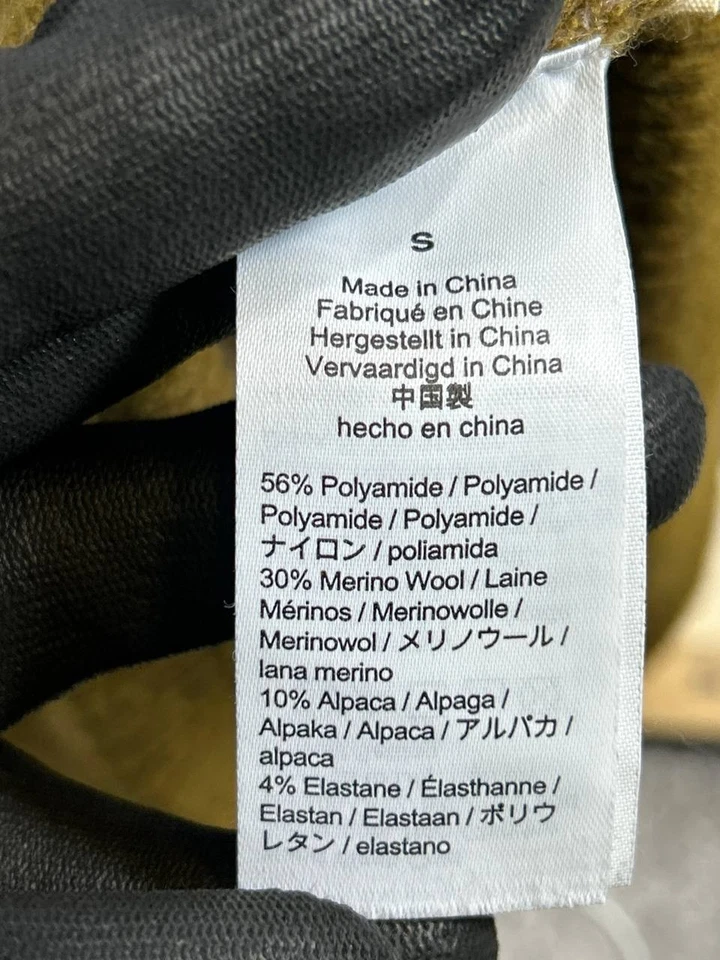 S
Made in China
Fabriqué en Chine
Hergestellt in China
Vervaardigd in China
中国製
hecho en china
56% Polyamide / Polyamide /
Polyamide / Polyamide /
ナイロン / poliamida
30% Merino Wool / Laine
Mérinos / Merinowolle /
Merinowol / メリノウール /
lana merino
10% Alpaca / Alpaga /
Alpaka / Alpaca / アルパカ /
alpaca
4% Elastane / Élasthanne /
Elastan / Elastaan / ポリウ
レタン / elastano